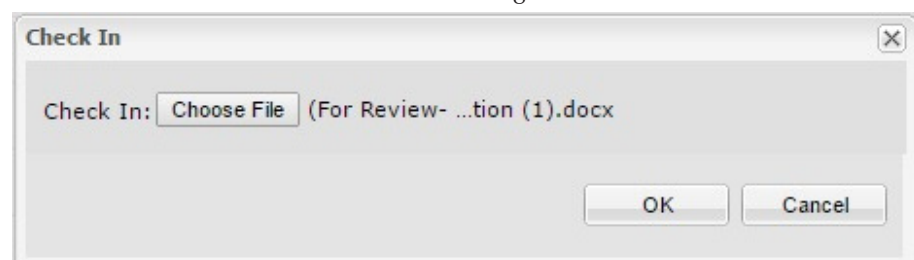 Check In
Check In: Choose File (For Review- ...tion (1).docx
OK Cancel